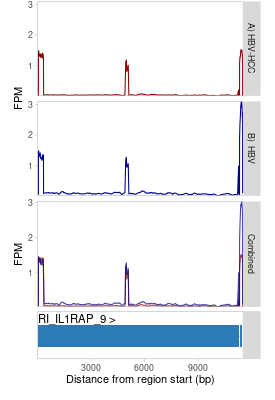 3
2
1
A) HBV-HCC
FPM
3
2
1
B) HBV
3
2
1
Combined
FPM
RI_IL1RAP_9 >
3000 6000 9000
Distance from region start (bp)